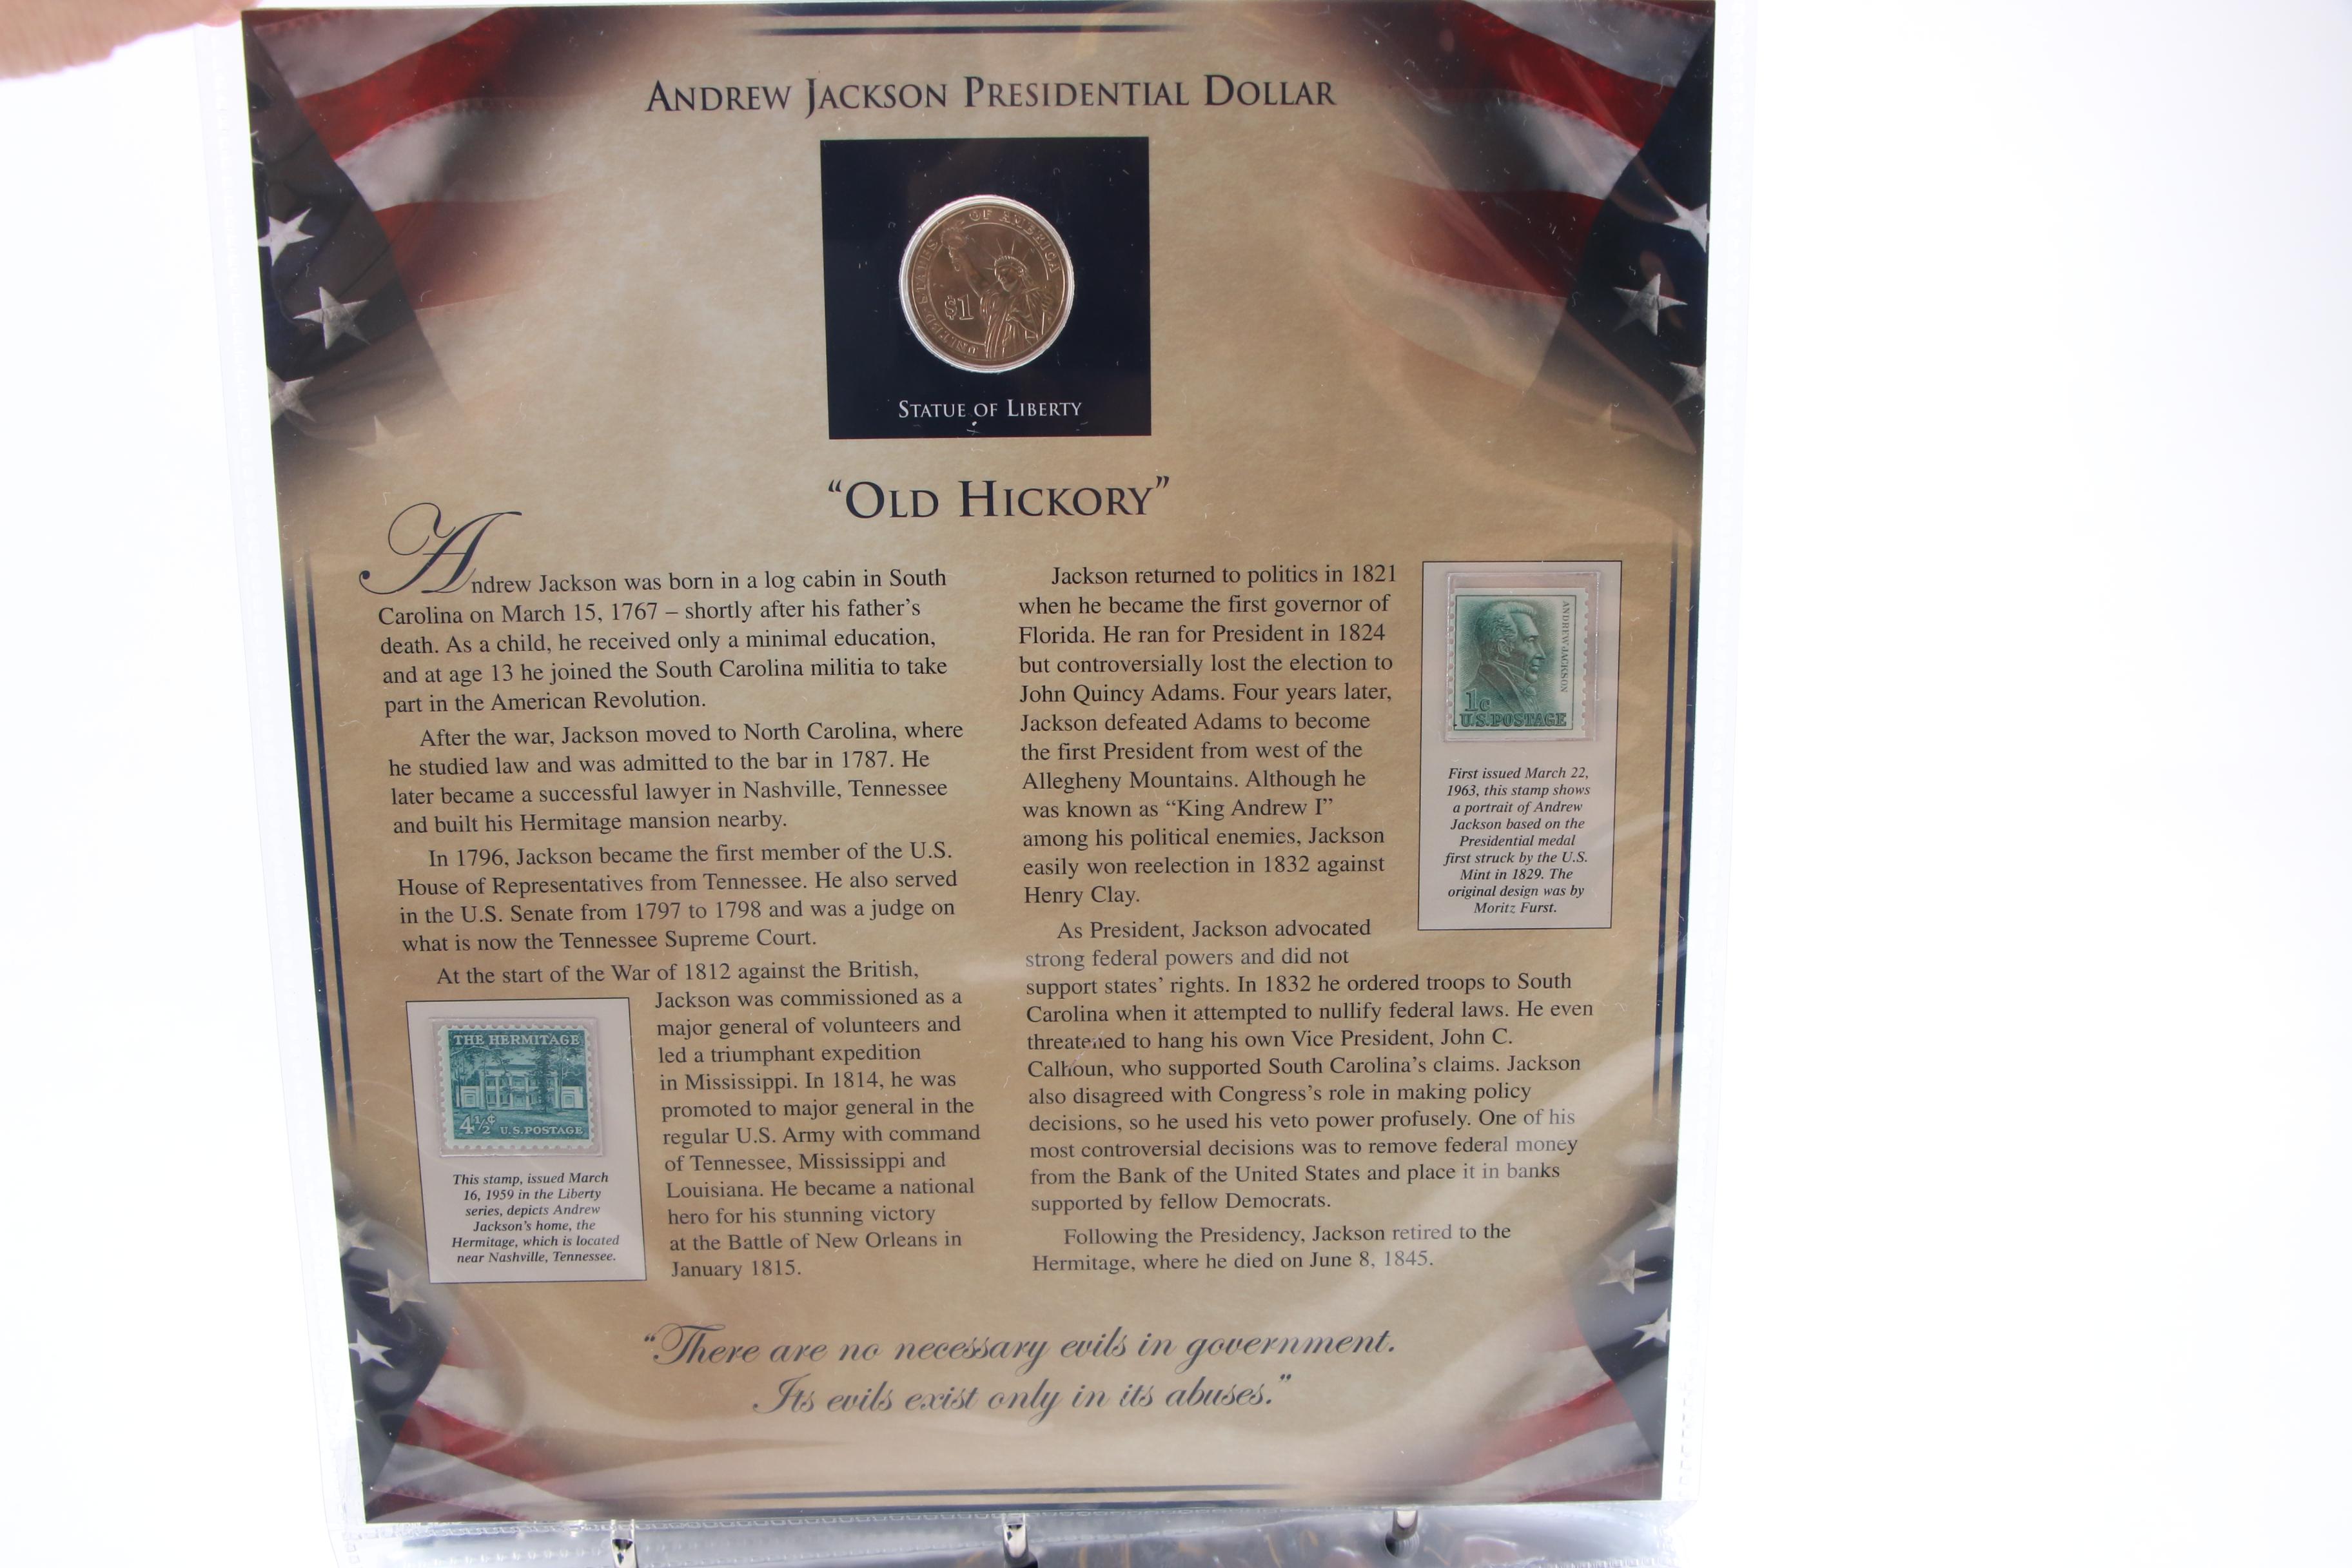 ANDREW JACKSON PRESIDENTIAL DOLLAR
UNITED STATES OF AMERICA
$1
STATUE OF LIBERTY
“OLD HICKORY”
Andrew Jackson was born in a log cabin in South
Carolina on March 15, 1767 – shortly after his father’s
death. As a child, he received only a minimal education,
and at age 13 he joined the South Carolina militia to take
part in the American Revolution.
After the war, Jackson moved to North Carolina, where
he studied law and was admitted to the bar in 1787. He
later became a successful lawyer in Nashville, Tennessee
and built his Hermitage mansion nearby.
In 1796, Jackson became the first member of the U.S.
House of Representatives from Tennessee. He also served
in the U.S. Senate from 1797 to 1798 and was a judge on
what is now the Tennessee Supreme Court.
At the start of the War of 1812 against the British,
Jackson was commissioned as a
major general of volunteers and
led a triumphant expedition
in Mississippi. In 1814, he was
promoted to major general in the
regular U.S. Army with command
of Tennessee, Mississippi and
Louisiana. He became a national
hero for his stunning victory
at the Battle of New Orleans in
January 1815.
THE HERMITAGE
4½¢ U.S. POSTAGE
This stamp, issued March
16, 1959 in the Liberty
series, depicts Andrew
Jackson’s home, the
Hermitage, which is located
near Nashville, Tennessee.
Jackson returned to politics in 1821
when he became the first governor of
Florida. He ran for President in 1824
but controversially lost the election to
John Quincy Adams. Four years later,
Jackson defeated Adams to become
the first President from west of the
Allegheny Mountains. Although he
was known as “King Andrew I”
among his political enemies, Jackson
easily won reelection in 1832 against
Henry Clay.
As President, Jackson advocated
strong federal powers and did not
support states’ rights. In 1832 he ordered troops to South
Carolina when it attempted to nullify federal laws. He even
threatened to hang his own Vice President, John C.
Calhoun, who supported South Carolina’s claims. Jackson
also disagreed with Congress’s role in making policy
decisions, so he used his veto power profusely. One of his
most controversial decisions was to remove federal money
from the Bank of the United States and place it in banks
supported by fellow Democrats.
Following the Presidency, Jackson retired to the
Hermitage, where he died on June 8, 1845.
ANDREW JACKSON
1c
U.S. POSTAGE
First issued March 22,
1963, this stamp shows
a portrait of Andrew
Jackson based on the
Presidential medal
first struck by the U.S.
Mint in 1829. The
original design was by
Moritz Furst.
“There are no necessary evils in government.
Its evils exist only in its abuses.”